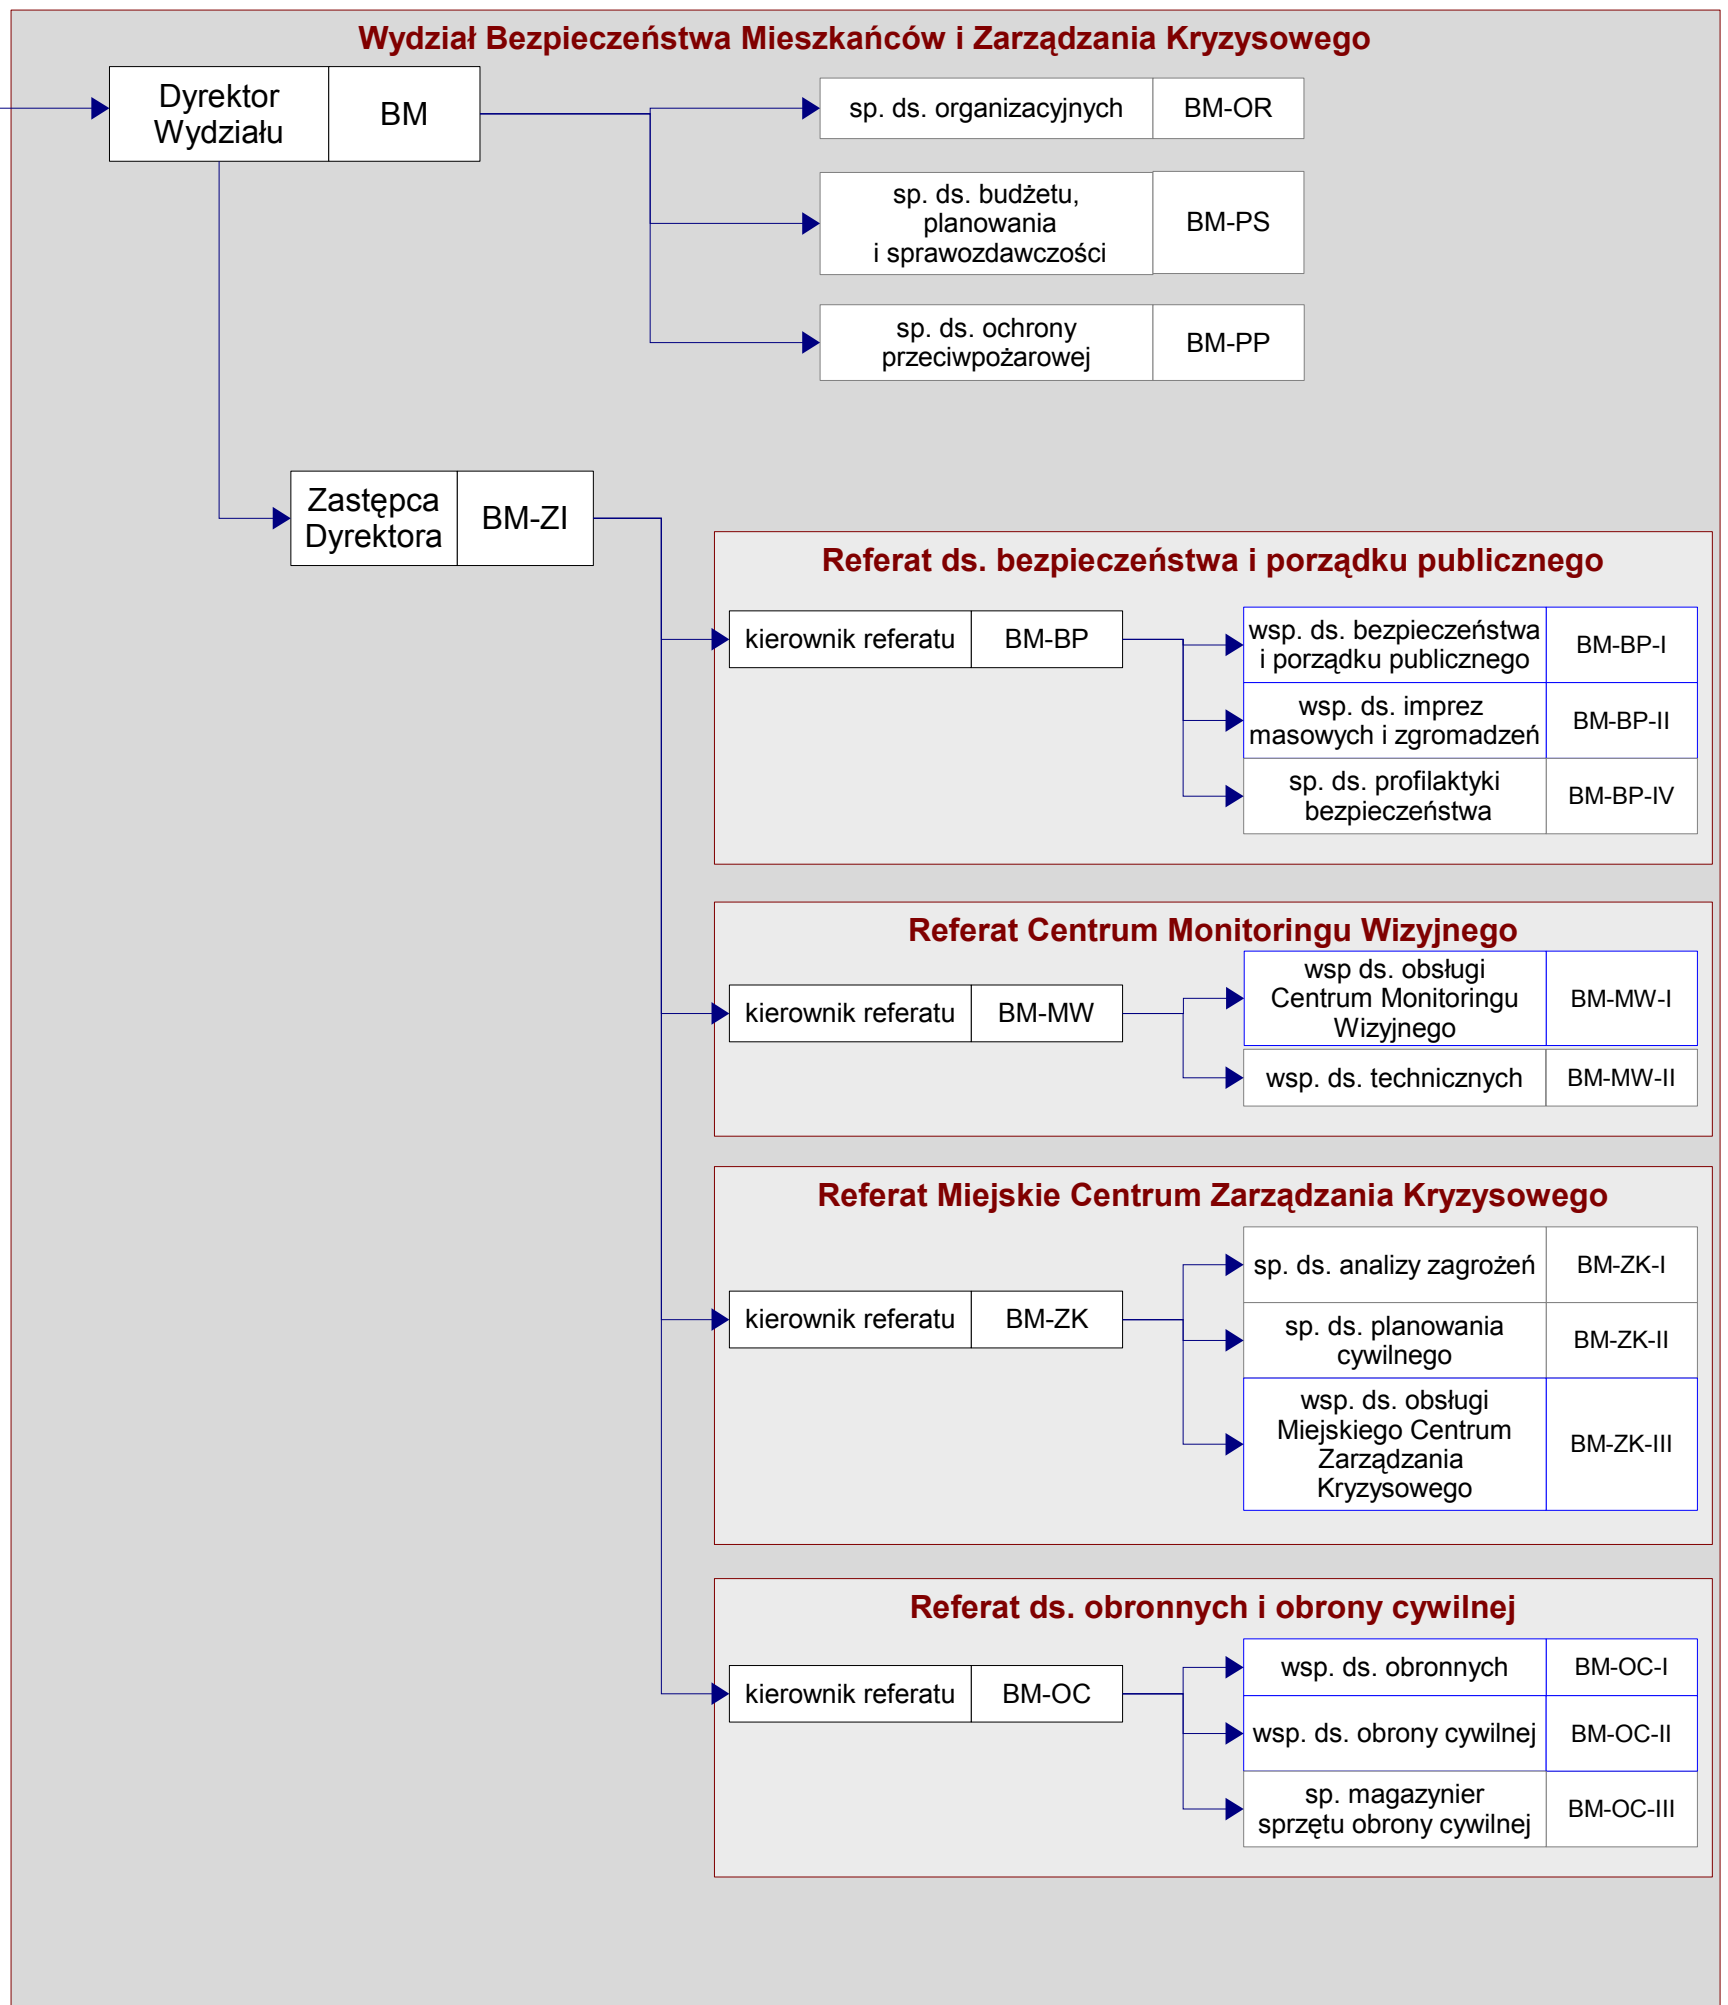 Wydział Bezpieczeństwa Mieszkańców i Zarządzania Kryzysowego
Dyrektor
Wydziału
BM
sp. ds. organizacyjnych
BM-OR
sp. ds. budżetu,
planowania
i sprawozdawczości
BM-PS
sp. ds. ochrony
przeciwpożarowej
BM-PP
Zastępca
Dyrektora
BM-ZI
Referat ds. bezpieczeństwa i porządku publicznego
kierownik referatu
BM-BP
wsp. ds. bezpieczeństwa
i porządku publicznego
BM-BP-I
wsp. ds. imprez
masowych i zgromadzeń
BM-BP-II
sp. ds. profilaktyki
bezpieczeństwa
BM-BP-IV
Referat Centrum Monitoringu Wizyjnego
kierownik referatu
BM-MW
wsp ds. obsługi
Centrum Monitoringu
Wizyjnego
BM-MW-I
wsp. ds. technicznych
BM-MW-II
Referat Miejskie Centrum Zarządzania Kryzysowego
kierownik referatu
BM-ZK
sp. ds. analizy zagrożeń
BM-ZK-I
sp. ds. planowania
cywilnego
BM-ZK-II
wsp. ds. obsługi
Miejskiego Centrum
Zarządzania
Kryzysowego
BM-ZK-III
Referat ds. obronnych i obrony cywilnej
kierownik referatu
BM-OC
wsp. ds. obronnych
BM-OC-I
wsp. ds. obrony cywilnej
BM-OC-II
sp. magazynier
sprzętu obrony cywilnej
BM-OC-III